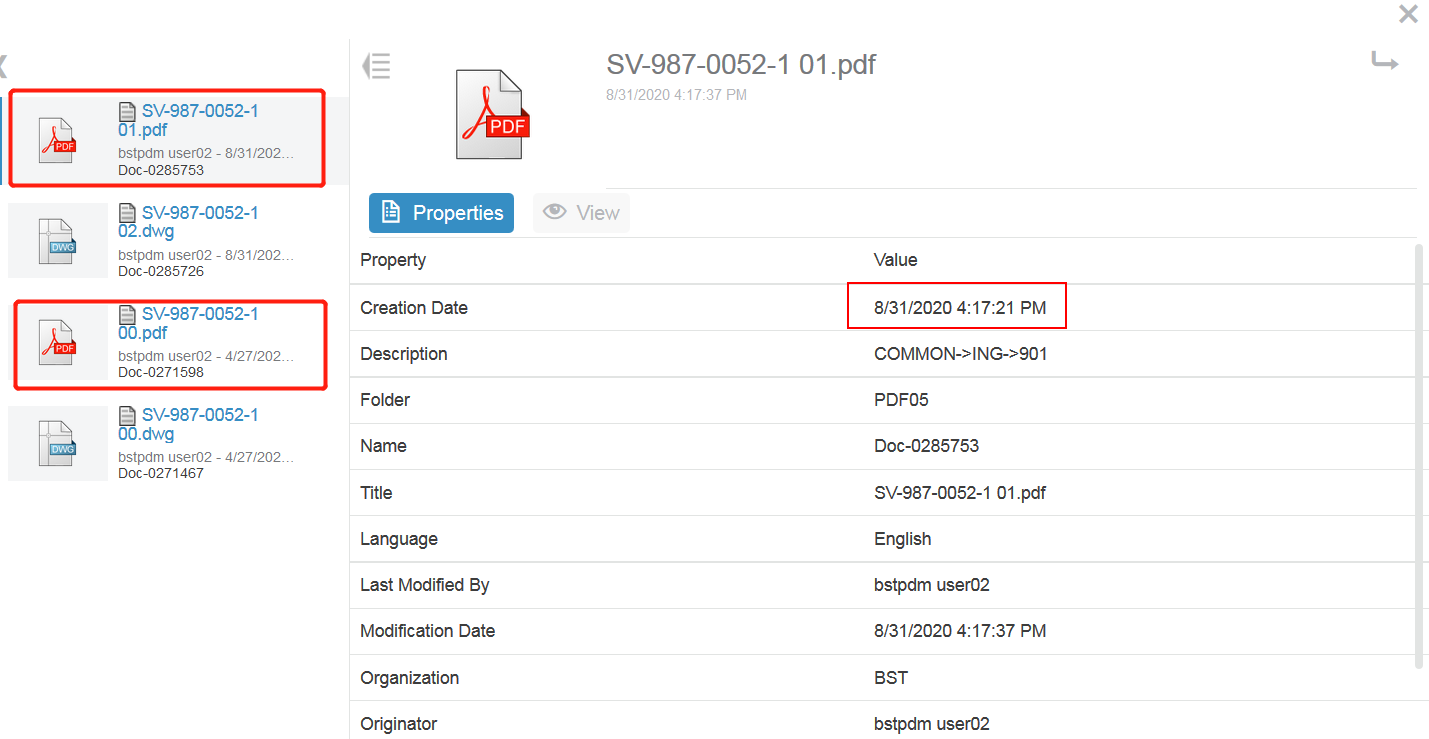 SV-987-0052-1
01.pdf
bstpdm user02 - 8/31/202...
Doc-0285753
SV-987-0052-1
02.dwg
bstpdm user02 - 8/31/202...
Doc-0285726
SV-987-0052-1
00.pdf
bstpdm user02 - 4/27/202...
Doc-0271598
SV-987-0052-1
00.dwg
bstpdm user02 - 4/27/202...
Doc-0271467
PDF
DWG
PDF
DWG
PDF
SV-987-0052-1 01.pdf
8/31/2020 4:17:37 PM
Properties View
Property Value
Creation Date 8/31/2020 4:17:21 PM
Description COMMON->ING->901
Folder PDF05
Name Doc-0285753
Title SV-987-0052-1 01.pdf
Language English
Last Modified By bstpdm user02
Modification Date 8/31/2020 4:17:37 PM
Organization BST
Originator bstpdm user02